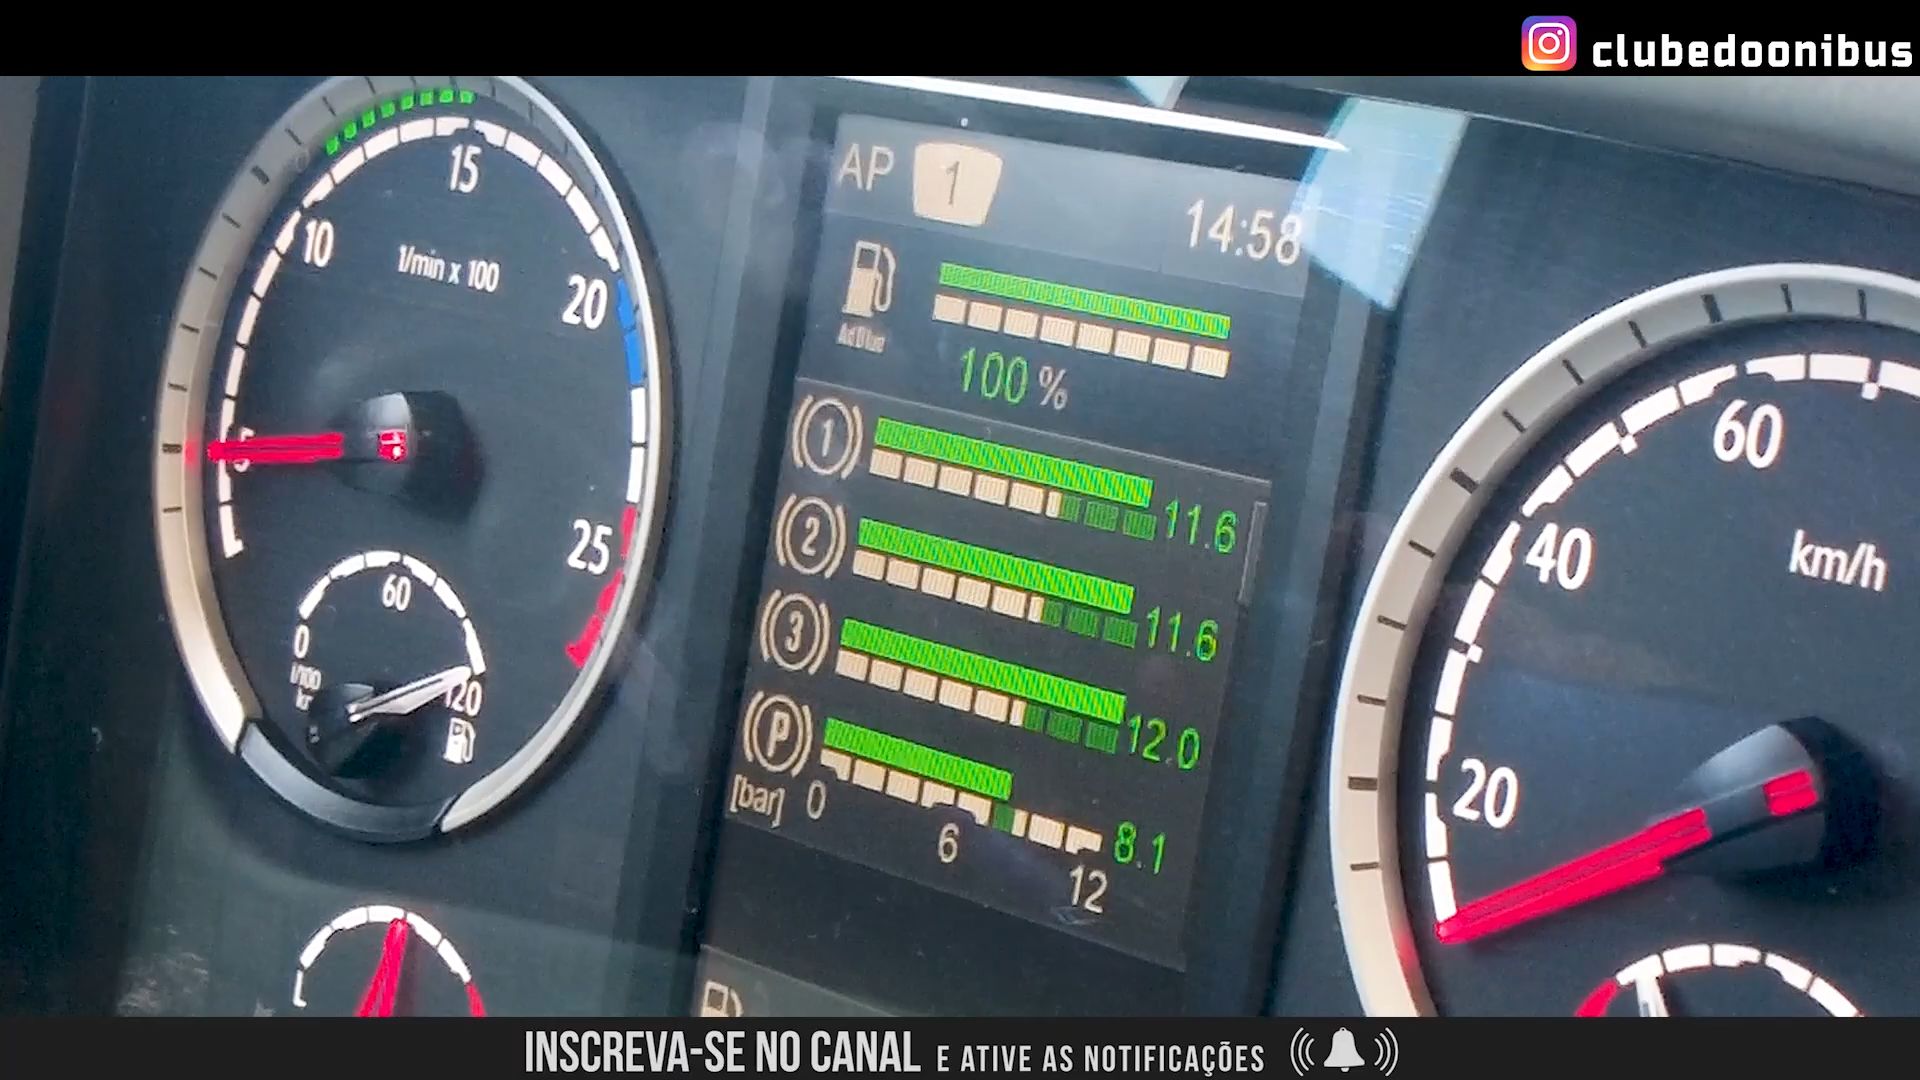 clubedoonibus
15
10
1/min x 100
20
5
25
60
0
l/100
120
AP 1 14:58
AdBlue
100 %
1 11.6
2 11.6
3 12.0
P 8.1
[bar] 0 6 12
60
40
km/h
20
INSCREVA-SE NO CANAL E ATIVE AS NOTIFICAÇÕES